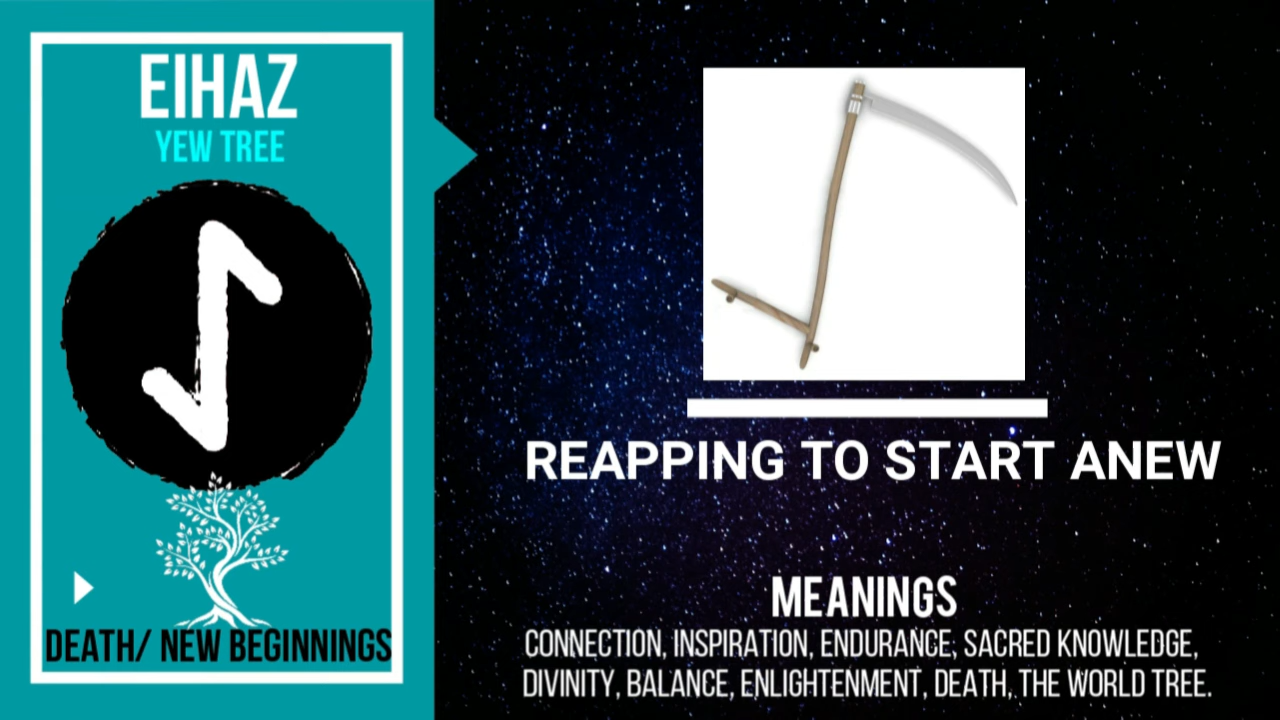 EIHAZ
YEW TREE
DEATH/ NEW BEGINNINGS
REAPPING TO START ANEW
MEANINGS
CONNECTION, INSPIRATION, ENDURANCE, SACRED KNOWLEDGE,
DIVINITY, BALANCE, ENLIGHTENMENT, DEATH, THE WORLD TREE.